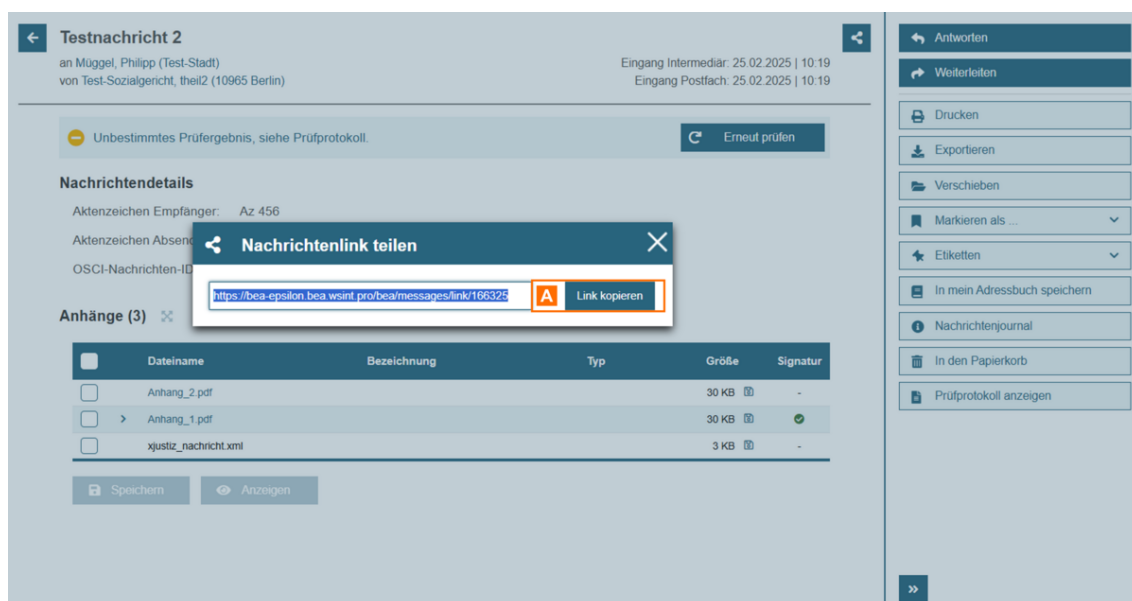 Testnachricht 2
an Müggel, Philipp (Test-Stadt)
von Test-Sozialgericht, theil2 (10965 Berlin)
Eingang Intermediär: 25.02.2025 | 10:19
Eingang Postfach: 25.02.2025 | 10:19
Unbestimmtes Prüfergebnis, siehe Prüfprotokoll.
Erneut prüfen
Nachrichtendetails
Aktenzeichen Empfänger: Az 456
Aktenzeichen
OSCI-Nachrichten-ID
Nachrichtenlink teilen
https://bea-epsilon.bea.wsint.pro/bea/messages/link/166325
A
Link kopieren
Anhänge (3)
Dateiname Bezeichnung Typ Größe Signatur
Anhang_2.pdf 30 KB -
Anhang_1.pdf 30 KB
xjustiz_nachricht.xml 3 KB -
Speichern Anzeigen
Antworten
Weiterleiten
Drucken
Exportieren
Verschieben
Markieren als ...
Etiketten
In mein Adressbuch speichern
Nachrichtenjournal
In den Papierkorb
Prüfprotokoll anzeigen